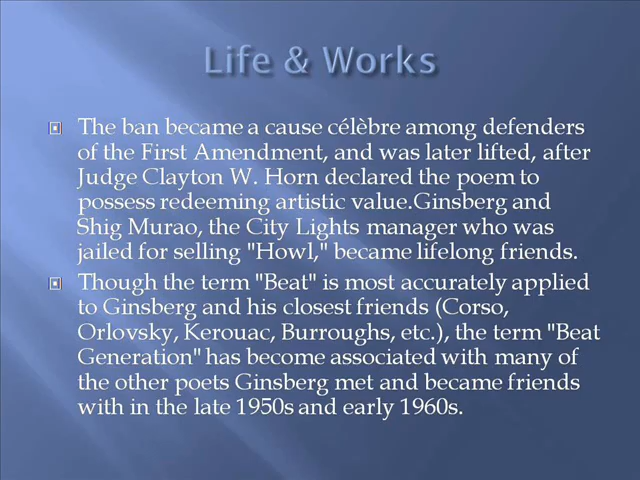 Life & Works
The ban became a cause célèbre among defenders
of the First Amendment, and was later lifted, after
Judge Clayton W. Horn declared the poem to
possess redeeming artistic value.Ginsberg and
Shig Murao, the City Lights manager who was
jailed for selling "Howl," became lifelong friends.
Though the term "Beat" is most accurately applied
to Ginsberg and his closest friends (Corso,
Orlovsky, Kerouac, Burroughs, etc.), the term "Beat
Generation" has become associated with many of
the other poets Ginsberg met and became friends
with in the late 1950s and early 1960s.